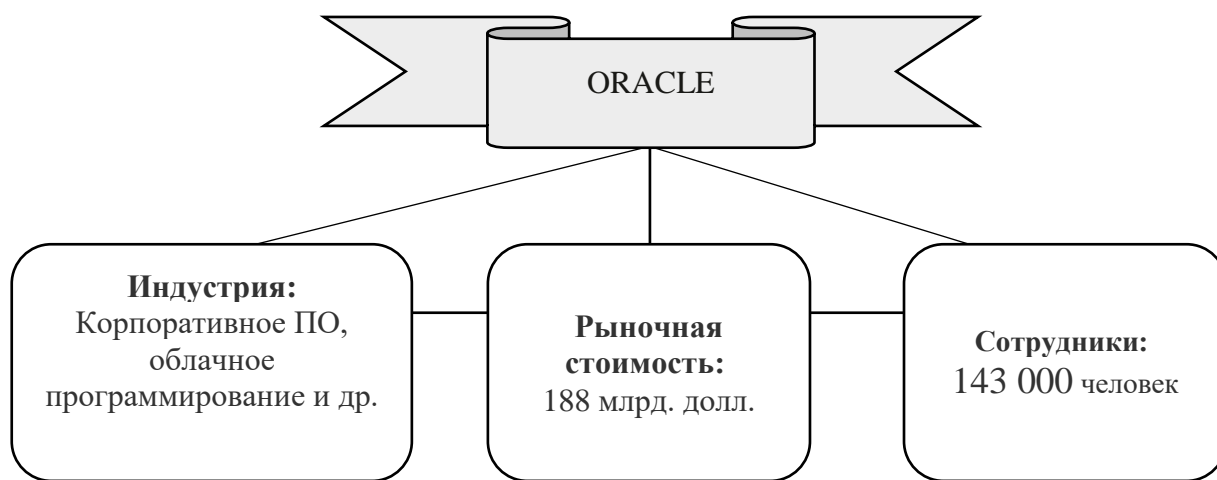 ORACLE
Индустрия:
Корпоративное ПО,
облачное
программирование и др.
Рыночная
стоимость:
188 млрд. долл.
Сотрудники:
143 000 человек